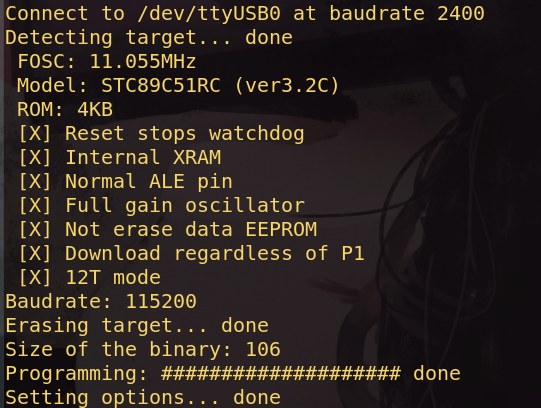 Connect to /dev/ttyUSB0 at baudrate 2400
Detecting target... done
FOSC: 11.055MHz
Model: STC89C51RC (ver3.2C)
ROM: 4KB
[X] Reset stops watchdog
[X] Internal XRAM
[X] Normal ALE pin
[X] Full gain oscillator
[X] Not erase data EEPROM
[X] Download regardless of P1
[X] 12T mode
Baudrate: 115200
Erasing target... done
Size of the binary: 106
Programming: #################### done
Setting options... done